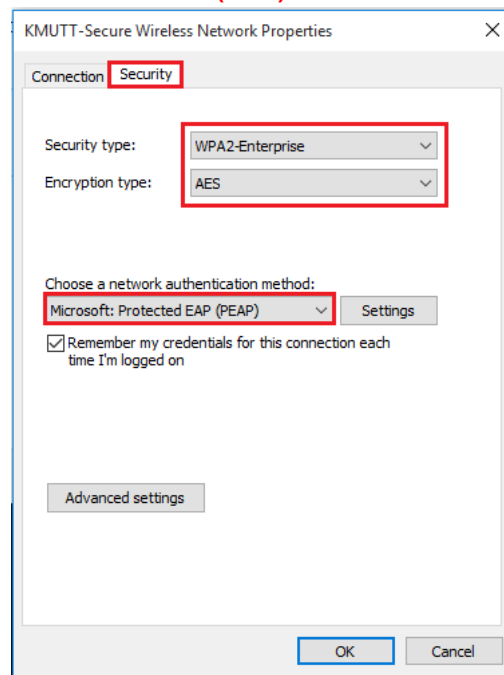 KMUTT-Secure Wireless Network Properties
Connection Security
Security type: WPA2-Enterprise
Encryption type: AES
Choose a network authentication method:
Microsoft: Protected EAP (PEAP) Settings
Remember my credentials for this connection each
time I'm logged on
Advanced settings
OK Cancel